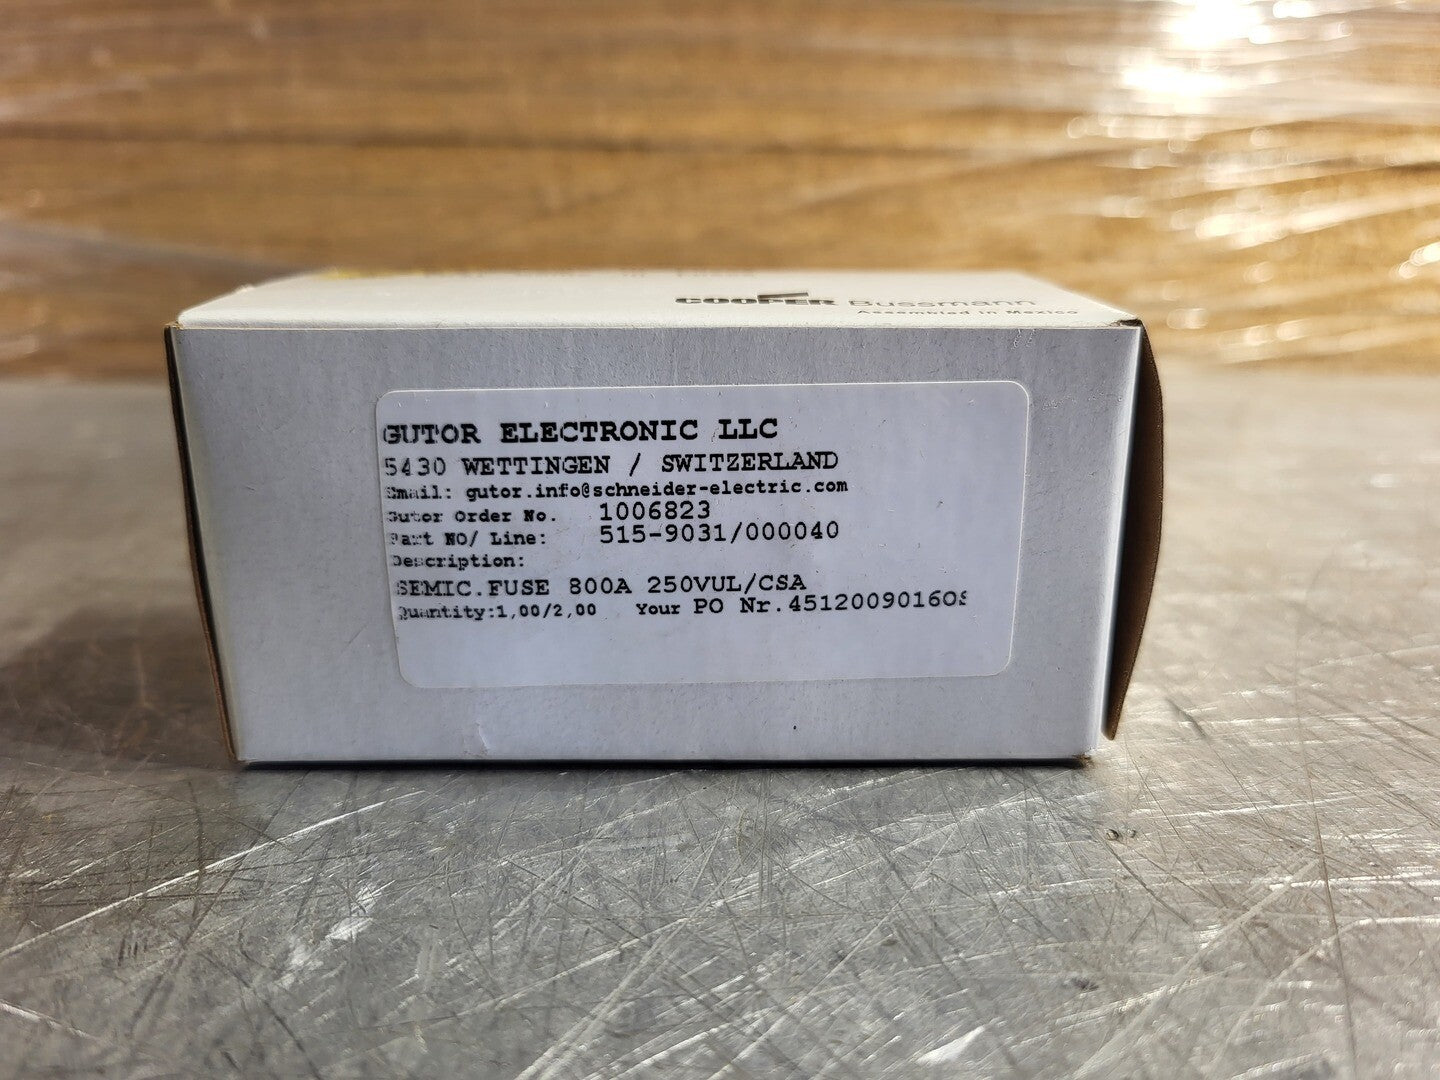 COOPER Bussmann
Assembled in Mexico
GUTOR ELECTRONIC LLC
5430 WETTINGEN / SWITZERLAND
Email: gutor.info@schneider-electric.com
Gutor Order No. 1006823
Part NO/ Line: 515-9031/000040
Description:
SEMIC.FUSE 800A 250VUL/CSA
Quantity:1,00/2,00 Your PO Nr.4512009016OS